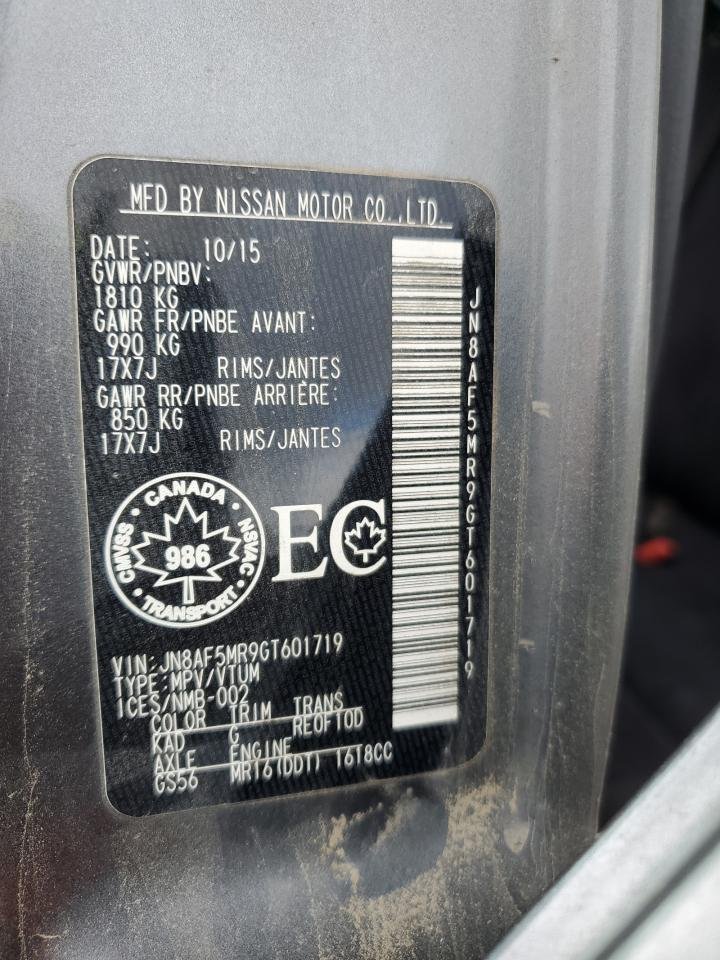 MFD BY NISSAN MOTOR CO.,LTD.
DATE: 10/15
GVWR/PNBV:
1810 KG
GAWR FR/PNBE AVANT:
990 KG
17X7J RIMS/JANTES
GAWR RR/PNBE ARRIÈRE:
850 KG
17X7J RIMS/JANTES
CANADA
CMVSS • NSVAC
986
TRANSPORT
EC
VIN:JN8AF5MR9GT601719
TYPE:MPV/VTUM
ICES/NMB-002
COLOR TRIM TRANS
KAD G RE0F10D
AXLE ENGINE
GS56 MR16(DDT) 1618CC
JN8AF5MR9GT601719